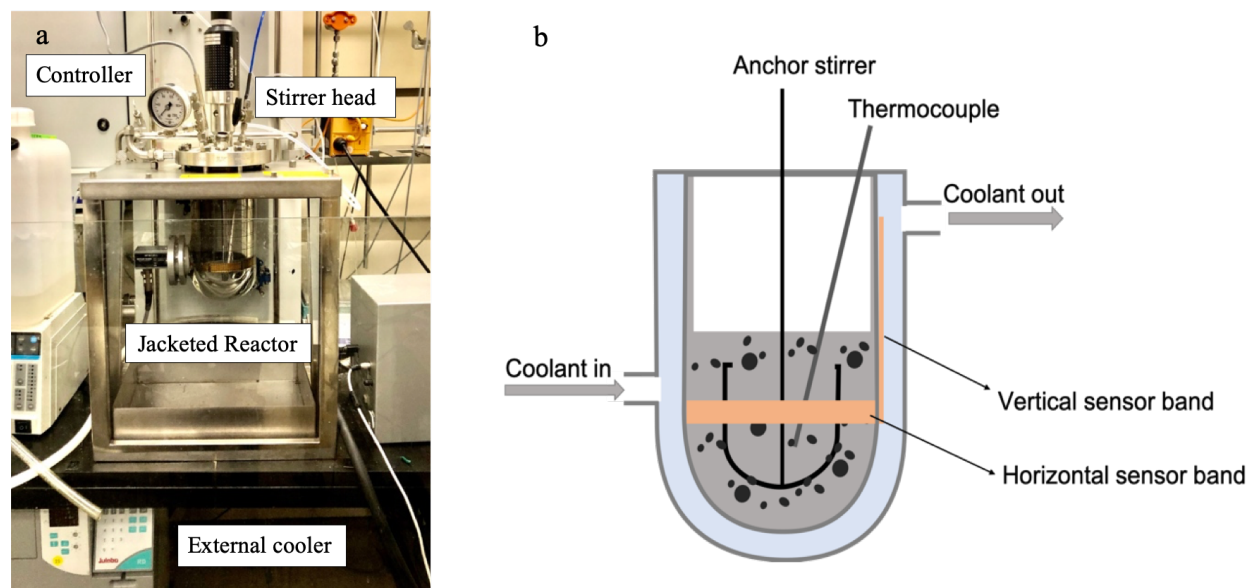 a
Controller
Stirrer head
Jacketed Reactor
External cooler
julabo
b
Anchor stirrer
Thermocouple
Coolant out
Coolant in
Vertical sensor band
Horizontal sensor band